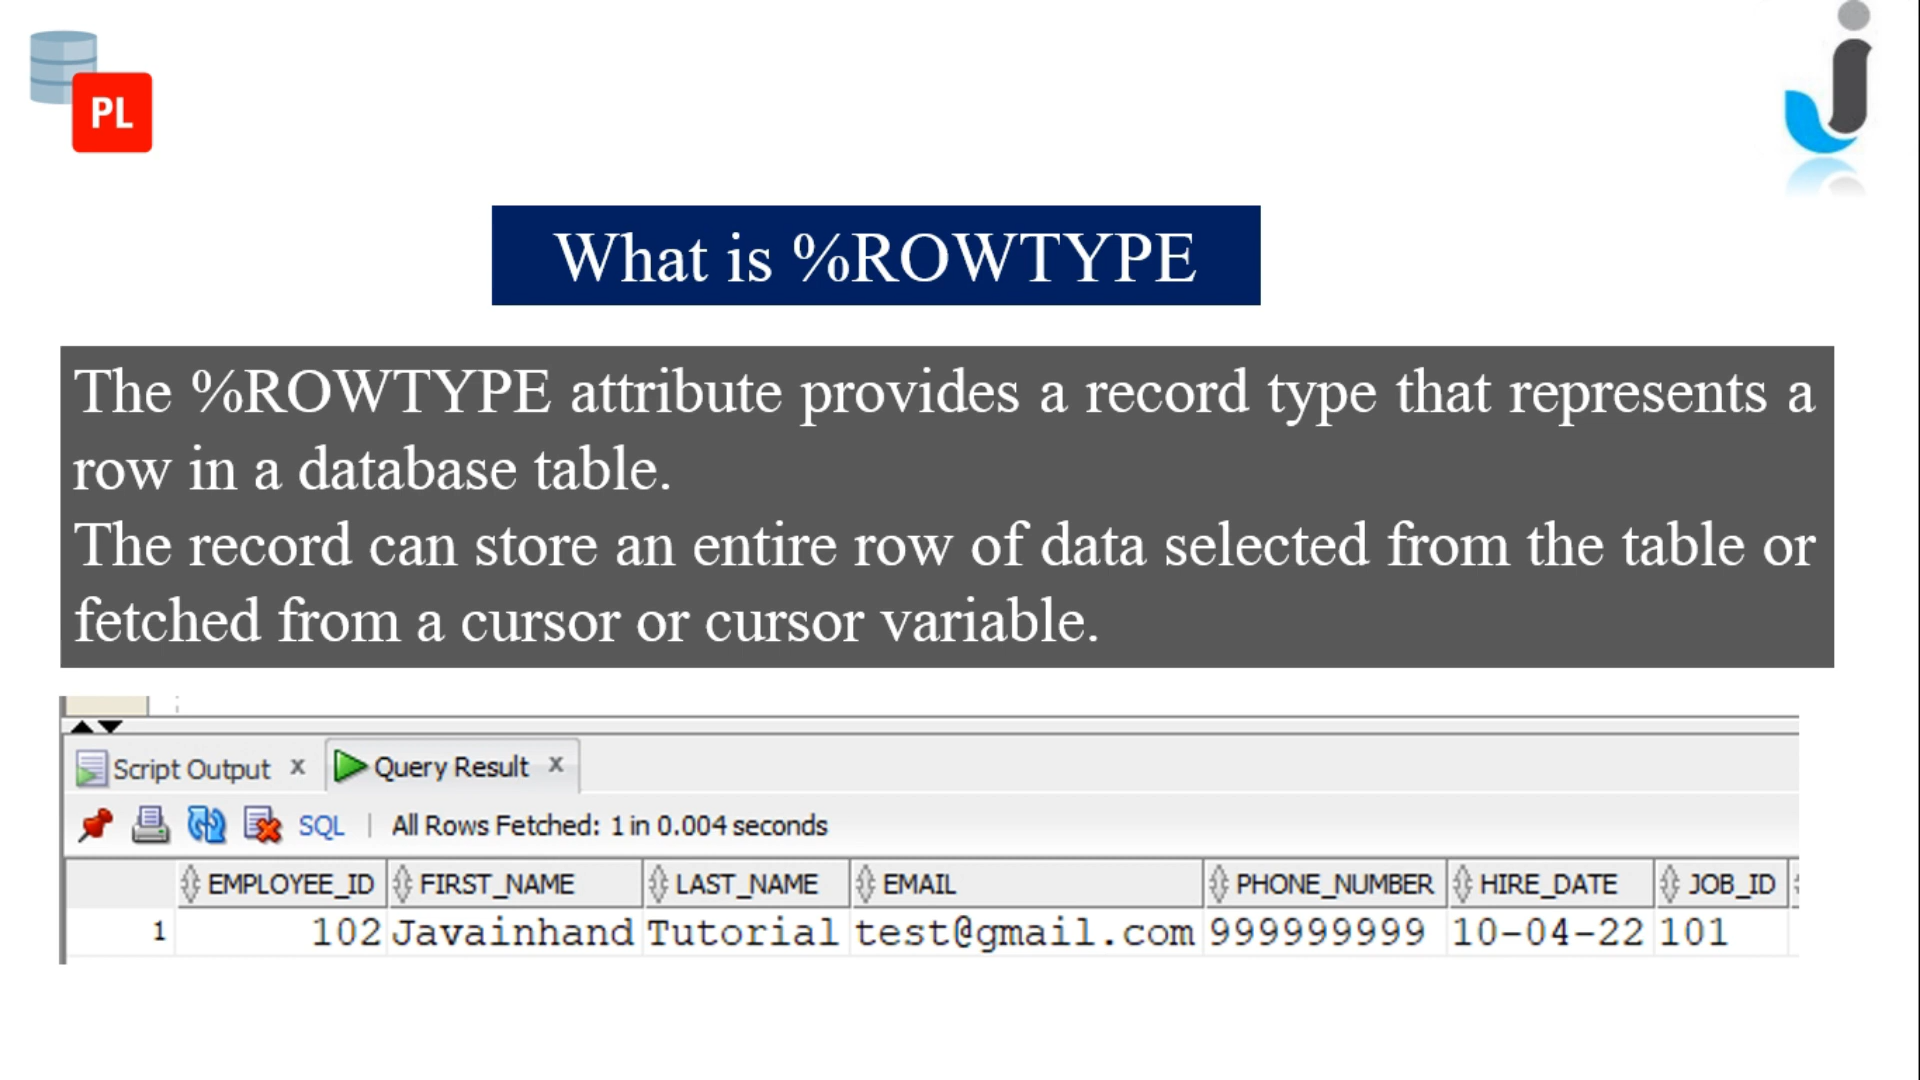 PL
What is %ROWTYPE
The %ROWTYPE attribute provides a record type that represents a
row in a database table.
The record can store an entire row of data selected from the table or
fetched from a cursor or cursor variable.
Script Output x Query Result x
SQL | All Rows Fetched: 1 in 0.004 seconds
EMPLOYEE_ID FIRST_NAME LAST_NAME EMAIL PHONE_NUMBER HIRE_DATE JOB_ID
1 102 Javainhand Tutorial test@gmail.com 999999999 10-04-22 101